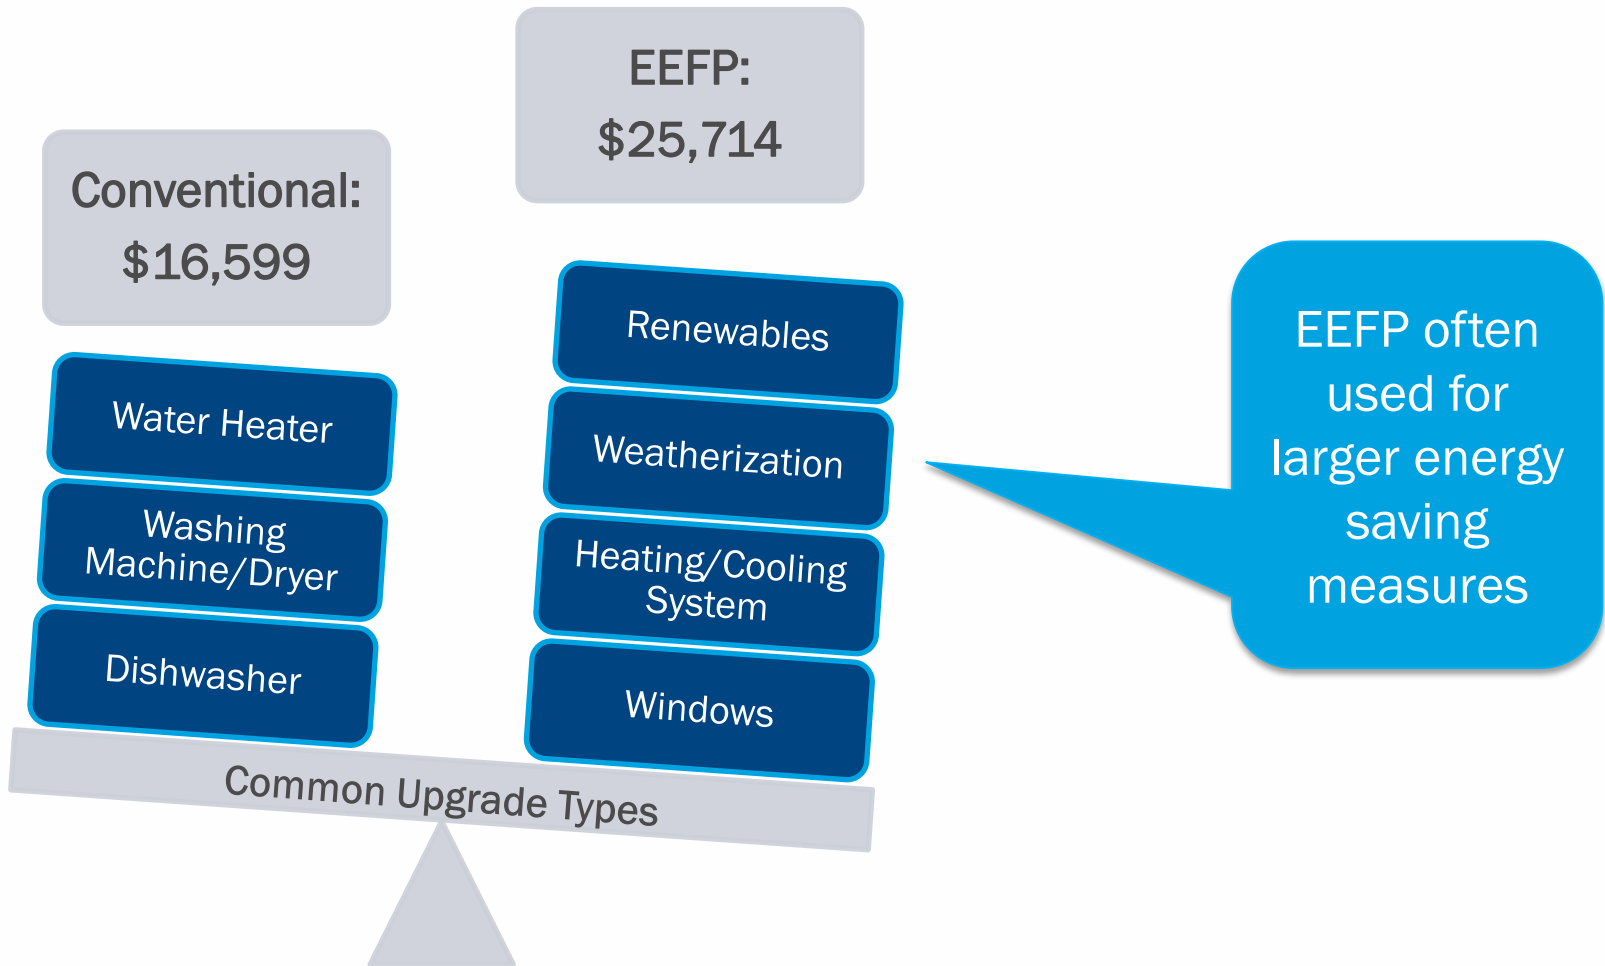 EEFP:
$25,714
Conventional:
$16,599
Water Heater
Washing
Machine/Dryer
Dishwasher
Renewables
Weatherization
Heating/Cooling
System
Windows
Common Upgrade Types
EEFP often
used for
larger energy
saving
measures